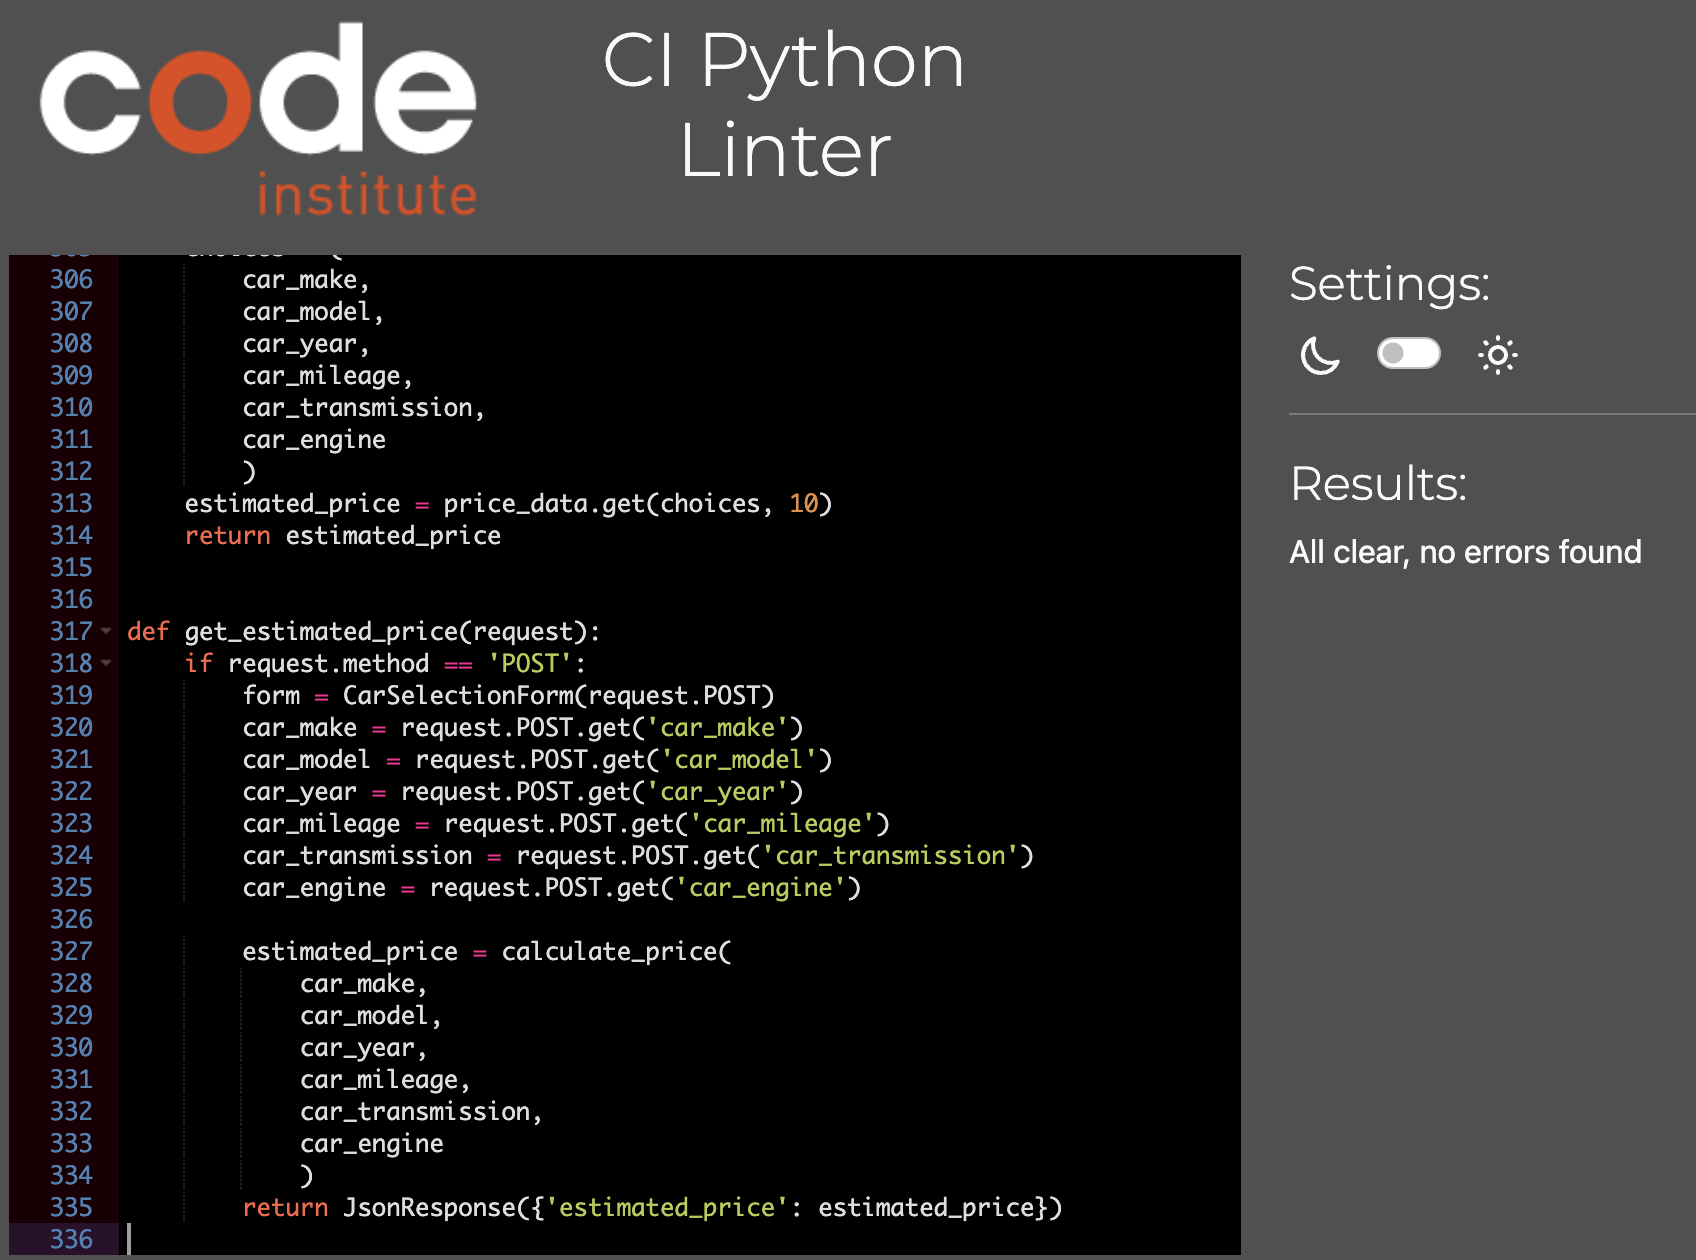 code
institute
CI Python
Linter
306 car_make,
307 car_model,
308 car_year,
309 car_mileage,
310 car_transmission,
311 car_engine
312 )
313 estimated_price = price_data.get(choices, 10)
314 return estimated_price
315
316
317 def get_estimated_price(request):
318 if request.method == 'POST':
319 form = CarSelectionForm(request.POST)
320 car_make = request.POST.get('car_make')
321 car_model = request.POST.get('car_model')
322 car_year = request.POST.get('car_year')
323 car_mileage = request.POST.get('car_mileage')
324 car_transmission = request.POST.get('car_transmission')
325 car_engine = request.POST.get('car_engine')
326
327 estimated_price = calculate_price(
328 car_make,
329 car_model,
330 car_year,
331 car_mileage,
332 car_transmission,
333 car_engine
334 )
335 return JsonResponse({'estimated_price': estimated_price})
336
Settings:
Results:
All clear, no errors found